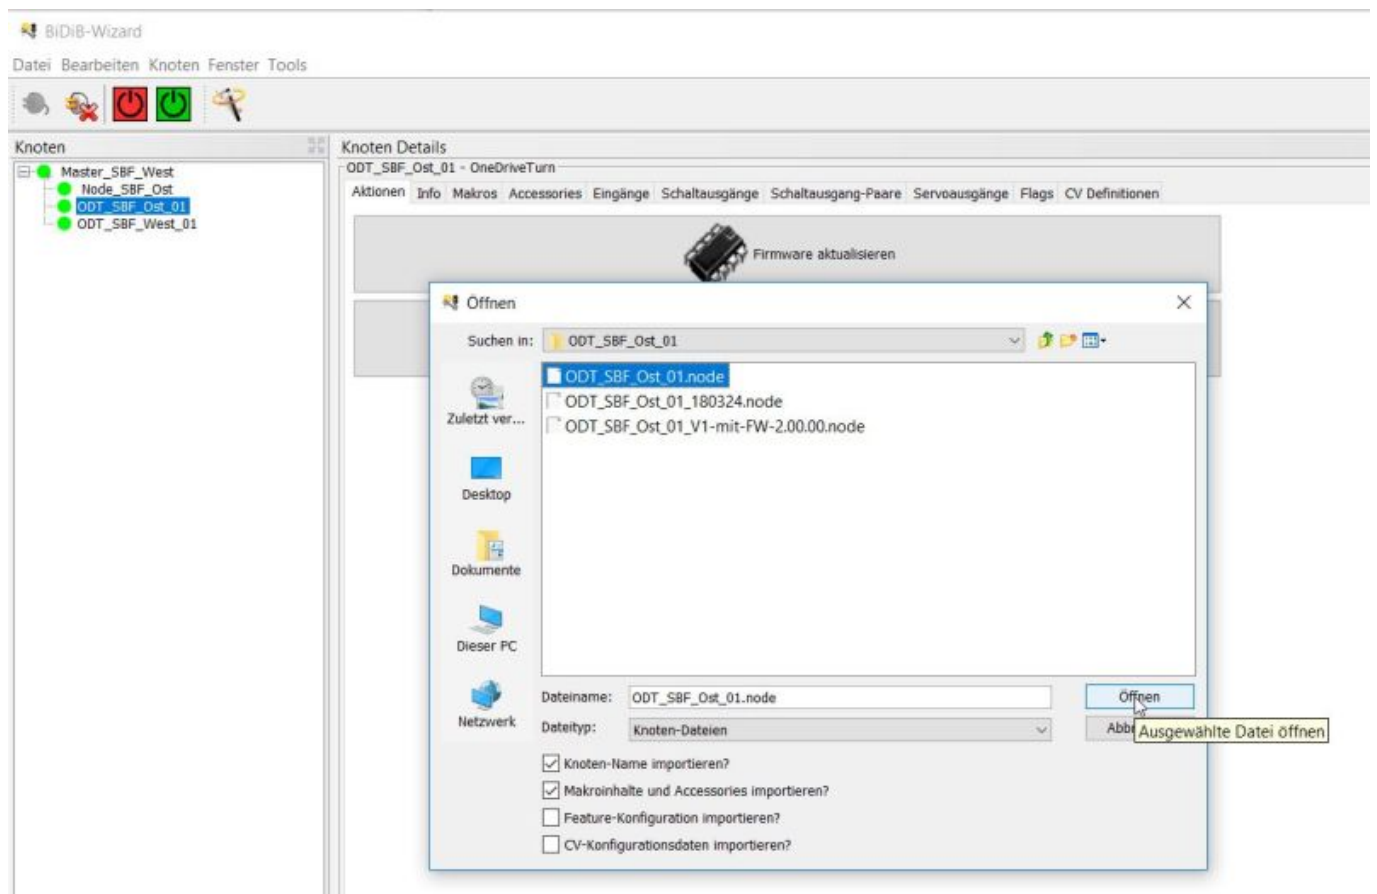 BiDiB-Wizard
Datei Bearbeiten Knoten Fenster Tools
Knoten
Master_SBF_West
Node_SBF_Ost
ODT_SBF_Ost_01
ODT_SBF_West_01
Knoten Details
ODT_SBF_Ost_01 - OneDriveTurn
Aktionen Info Makros Accessories Eingänge Schaltausgänge Schaltausgang-Paare Servoausgänge Flags CV Definitionen
Firmware aktualisieren
Öffnen
Suchen in: ODT_SBF_Ost_01
ODT_SBF_Ost_01.node
ODT_SBF_Ost_01_180324.node
ODT_SBF_Ost_01_V1-mit-FW-2.00.00.node
Zuletzt ver...
Desktop
Dokumente
Dieser PC
Netzwerk
Dateiname: ODT_SBF_Ost_01.node Öffnen
Dateityp: Knoten-Dateien
Ausgewählte Datei öffnen
Knoten-Name importieren?
Makroinhalte und Accessories importieren?
Feature-Konfiguration importieren?
CV-Konfigurationsdaten importieren?